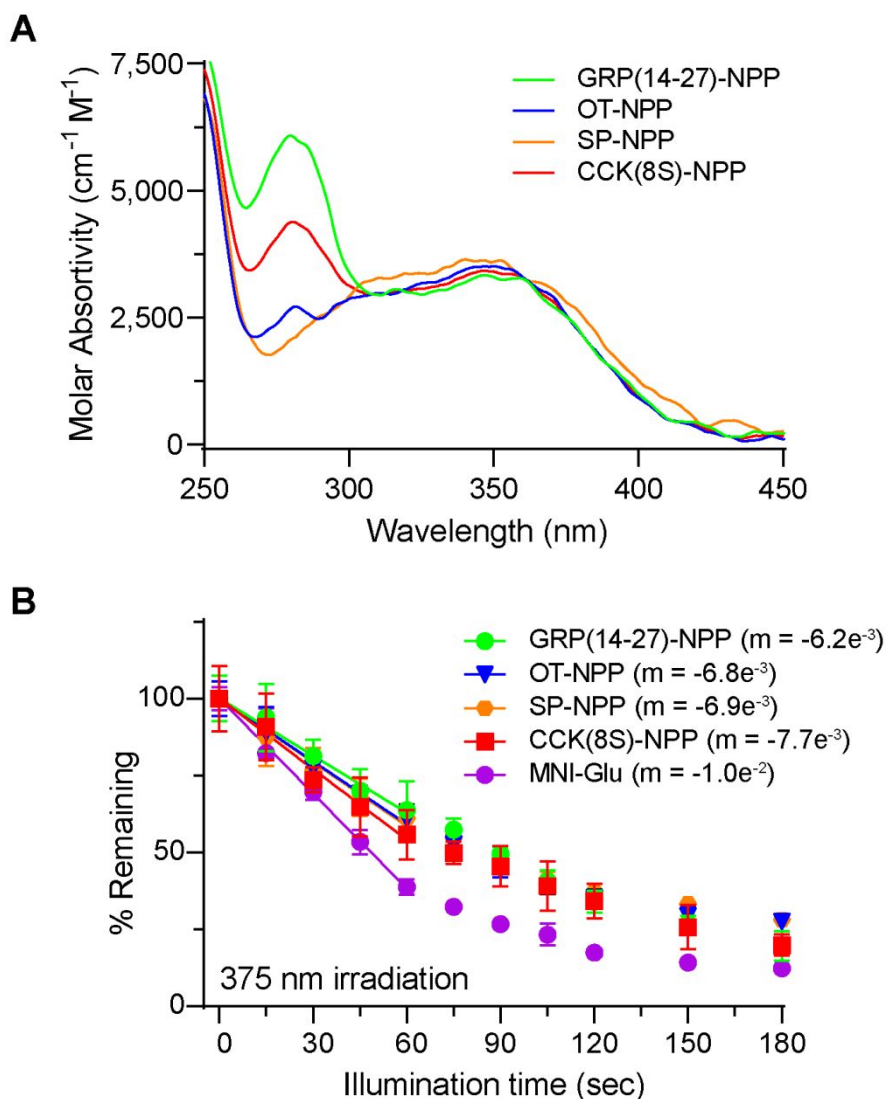 A
7,500
5,000
2,500
0
Molar Absortivity (cm⁻¹ M⁻¹)
GRP(14-27)-NPP
OT-NPP
SP-NPP
CCK(8S)-NPP
250 300 350 400 450
Wavelength (nm)
B
100
50
0
% Remaining
GRP(14-27)-NPP (m = -6.2e⁻³)
OT-NPP (m = -6.8e⁻³)
SP-NPP (m = -6.9e⁻³)
CCK(8S)-NPP (m = -7.7e⁻³)
MNI-Glu (m = -1.0e⁻²)
375 nm irradiation
0 30 60 90 120 150 180
Illumination time (sec)